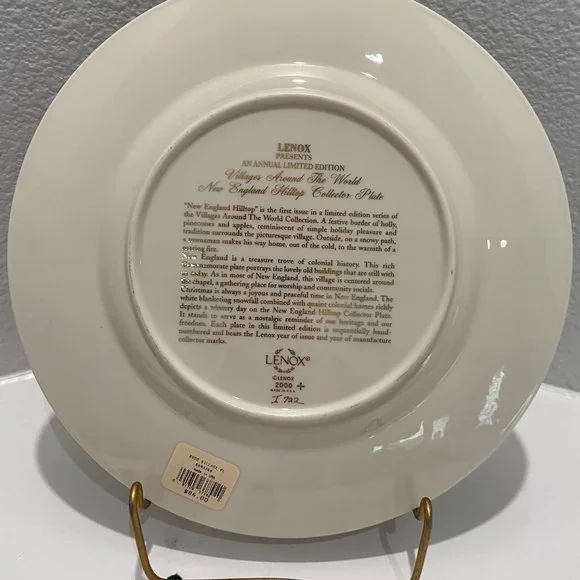 LENOX
PRESENTS
AN ANNUAL LIMITED EDITION
Villages Around The World
New England Hilltop Collector Plate
"New England Hilltop" is the first issue in a limited edition series of
the Villages Around The World Collection. A festive border of holly,
pinecones and apples, reminiscent of simple holiday pleasure and
tradition surrounds the picturesque village. Outside, on a snowy path,
a makes his way home, out of the cold, to the warmth of a
fire.
New England is a treasure trove of colonial history. This rich
plate portrays the lovely old buildings that are still with
today. As in most of New England, this village is centered around
the chapel, a gathering place for worship and community socials.
Christmas is always a joyous and peaceful time in New England. The
white blanketing snowfall combined with quaint colonial homes richly
depicts a wintery day on the New England Hilltop Collector Plate.
It stands to serve as a nostalgic reminder of our heritage and our
freedom. Each plate in this limited edition is sequentially hand-
numbered and bears the Lenox year of issue and year of manufacture
collector marks.
LENOX®
©LENOX
2000
MADE IN U.S.A.
I 722
2000 VILLAGE PL